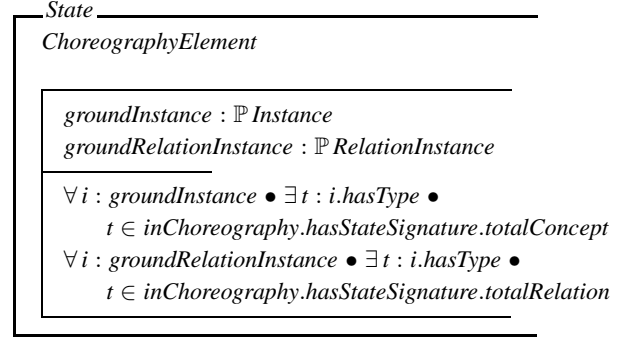 State
ChoreographyElement
groundInstance : ℙ Instance
groundRelationInstance : ℙ RelationInstance
∀ i : groundInstance • ∃ t : i.hasType •
t ∈ inChoreography.hasStateSignature.totalConcept
∀ i : groundRelationInstance • ∃ t : i.hasType •
t ∈ inChoreography.hasStateSignature.totalRelation